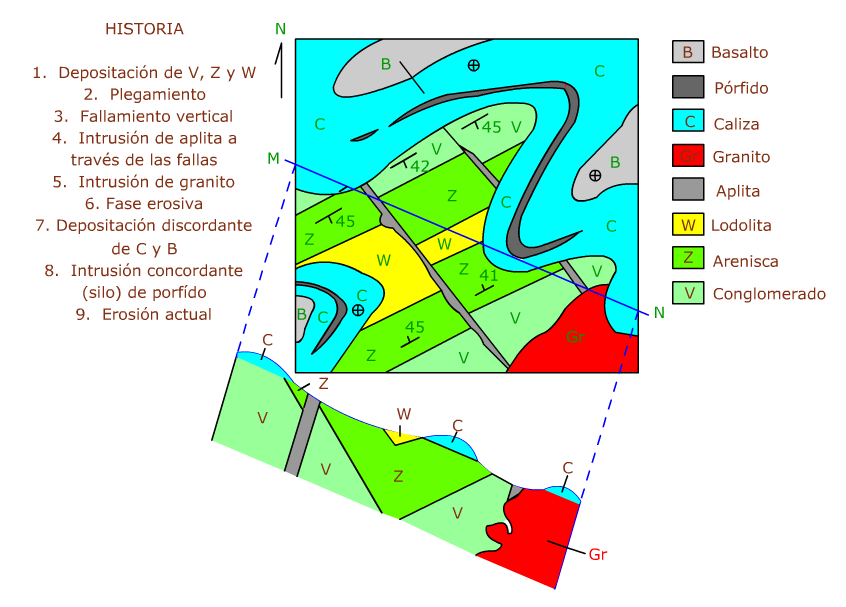 HISTORIA
1. Depositación de V, Z y W
2. Plegamiento
3. Fallamiento vertical
4. Intrusión de aplita a
través de las fallas
5. Intrusión de granito
6. Fase erosiva
7. Depositación discordante
de C y B
8. Intrusión concordante
(silo) de porfído
9. Erosión actual
N
B
C
C
45
V
V
42
M
B
Z
C
45
C
Z
W
W
Z
41
V
C
B
C
V
N
45
Gr
Z
V
B Basalto
Pórfido
C Caliza
Gr Granito
Aplita
W Lodolita
Z Arenisca
V Conglomerado
C
Z
W
C
V
V
Z
C
V
Gr